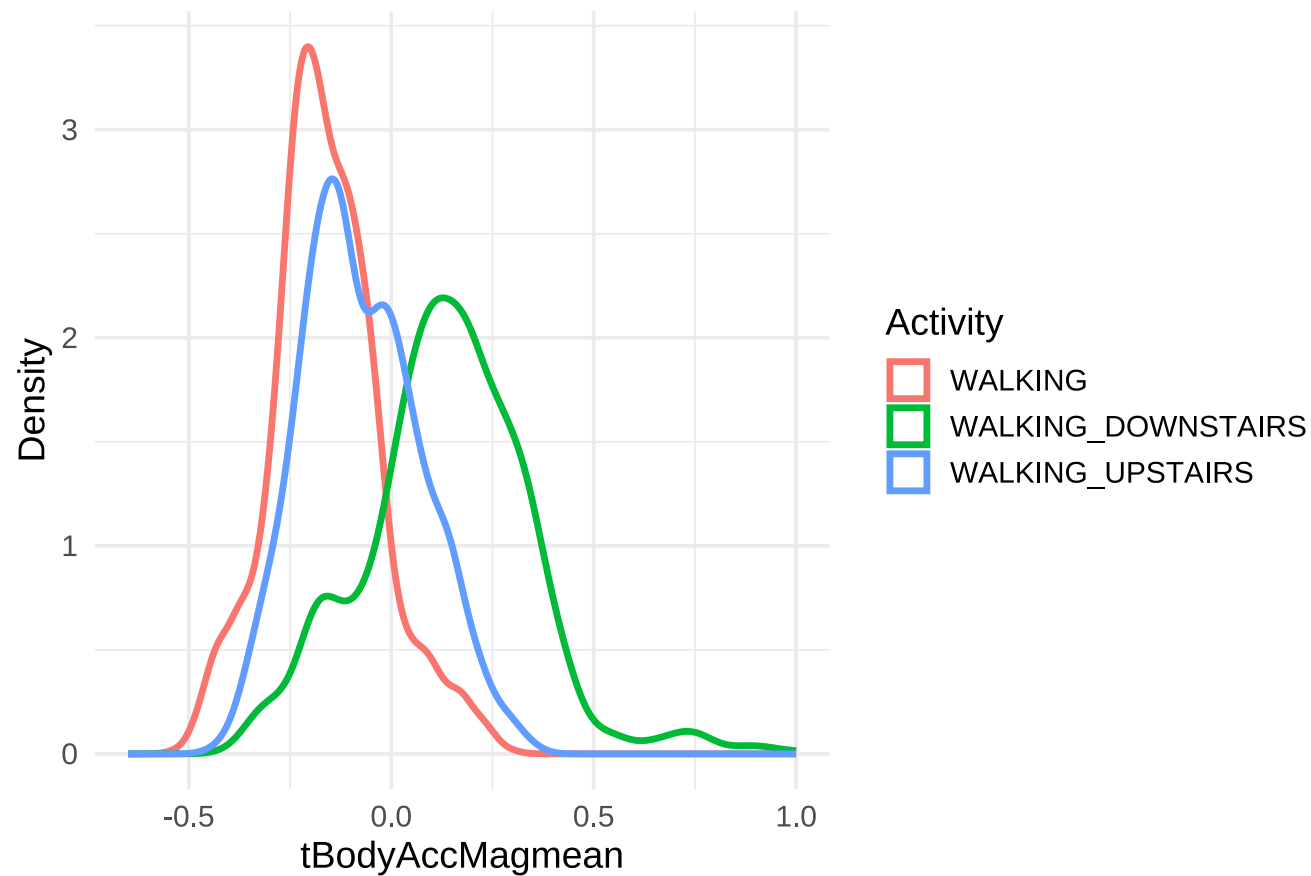 3
2
1
0
Density
-0.5 0.0 0.5 1.0
tBodyAccMagmean
Activity
WALKING
WALKING_DOWNSTAIRS
WALKING_UPSTAIRS